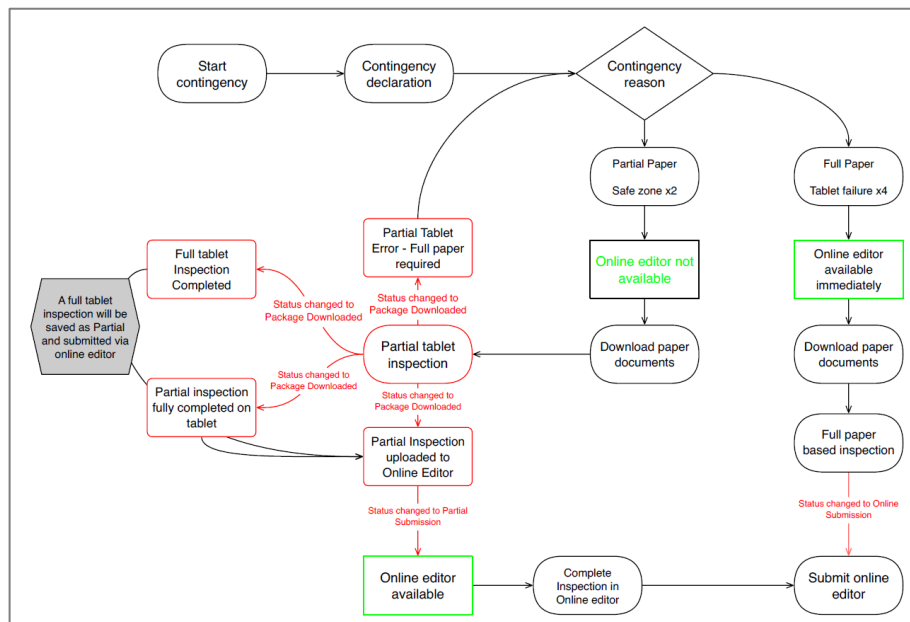 Start
contingency
Contingency
declaration
Contingency
reason
Partial Paper
Safe zone x2
Full Paper
Tablet failure x4
Partial Tablet
Error - Full paper
required
Full tablet
Inspection
Completed
Online editor not
available
Online editor
available
immediately
Status changed to
Package Downloaded
Status changed to
Package Downloaded
A full tablet
inspection will be
saved as Partial
and submitted via
online editor
Partial tablet
inspection
Download paper
documents
Download paper
documents
Status changed to
Package Downloaded
Partial inspection
fully completed on
tablet
Status changed to
Package Downloaded
Partial Inspection
uploaded to
Online Editor
Full paper
based inspection
Status changed to Partial
Submission
Status changed to Online
Submission
Online editor
available
Complete
Inspection in
Online editor
Submit online
editor